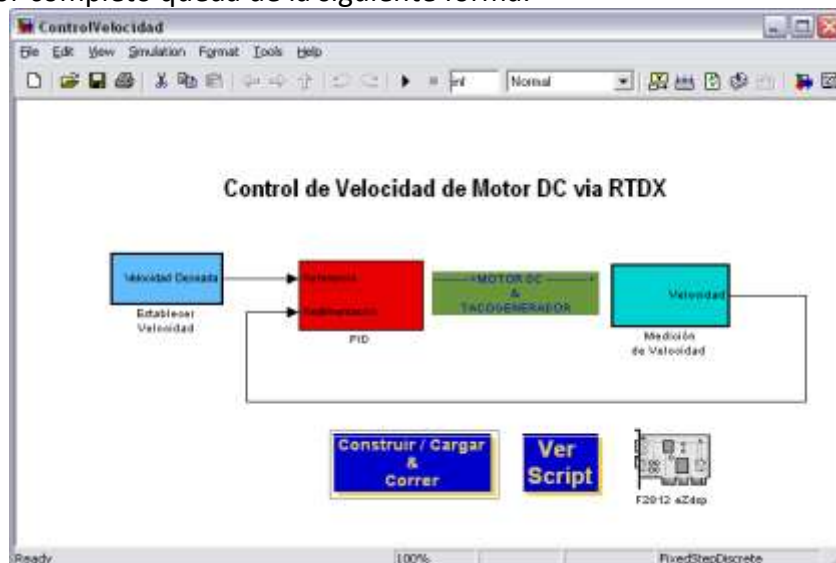 or completo queda de la siguiente forma:
ControlVelocidad
File Edit View Simulation Format Tools Help
inf Normal
Control de Velocidad de Motor DC via RTDX
Velocidad Deseada
Establecer
Velocidad
Referencia
PID
MOTOR DC
&
TACOGENERADOR
Velocidad
Medición
de Velocidad
Construir / Cargar
&
Correr
Ver
Script
F2812 eZdsp
Ready 100% FixedStepDiscrete